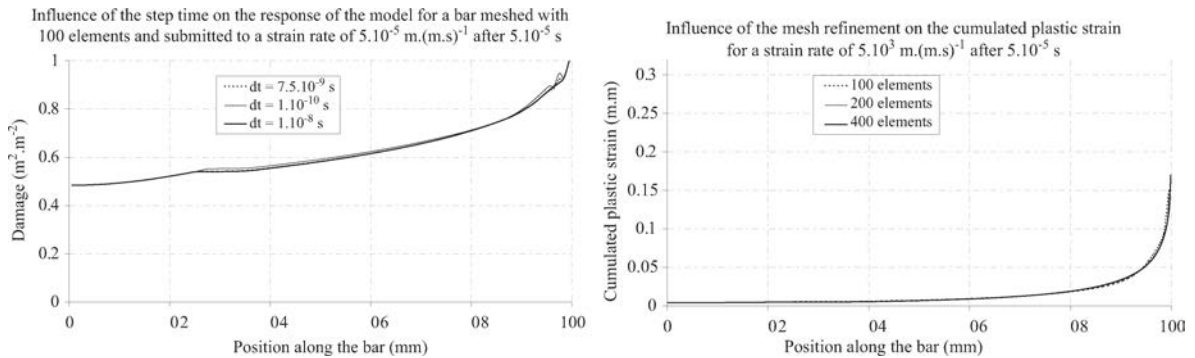 Influence of the step time on the response of the model for a bar meshed with
100 elements and submitted to a strain rate of 5.10⁻⁵ m.(m.s)⁻¹ after 5.10⁻⁵ s
1
0.8
0.6
0.4
0.2
0
Damage (m².m⁻²)
dt = 7.5.10⁻⁹ s
dt = 1.10⁻¹⁰ s
dt = 1.10⁻⁸ s
0 02 04 06 08 100
Position along the bar (mm)
Influence of the mesh refinement on the cumulated plastic strain
for a strain rate of 5.10³ m.(m.s)⁻¹ after 5.10⁻⁵ s
0.3
0.25
0.2
0.15
0.1
0.05
0
Cumulated plastic strain (m.m)
100 elements
200 elements
400 elements
0 02 04 06 08 100
Position along the bar (mm)